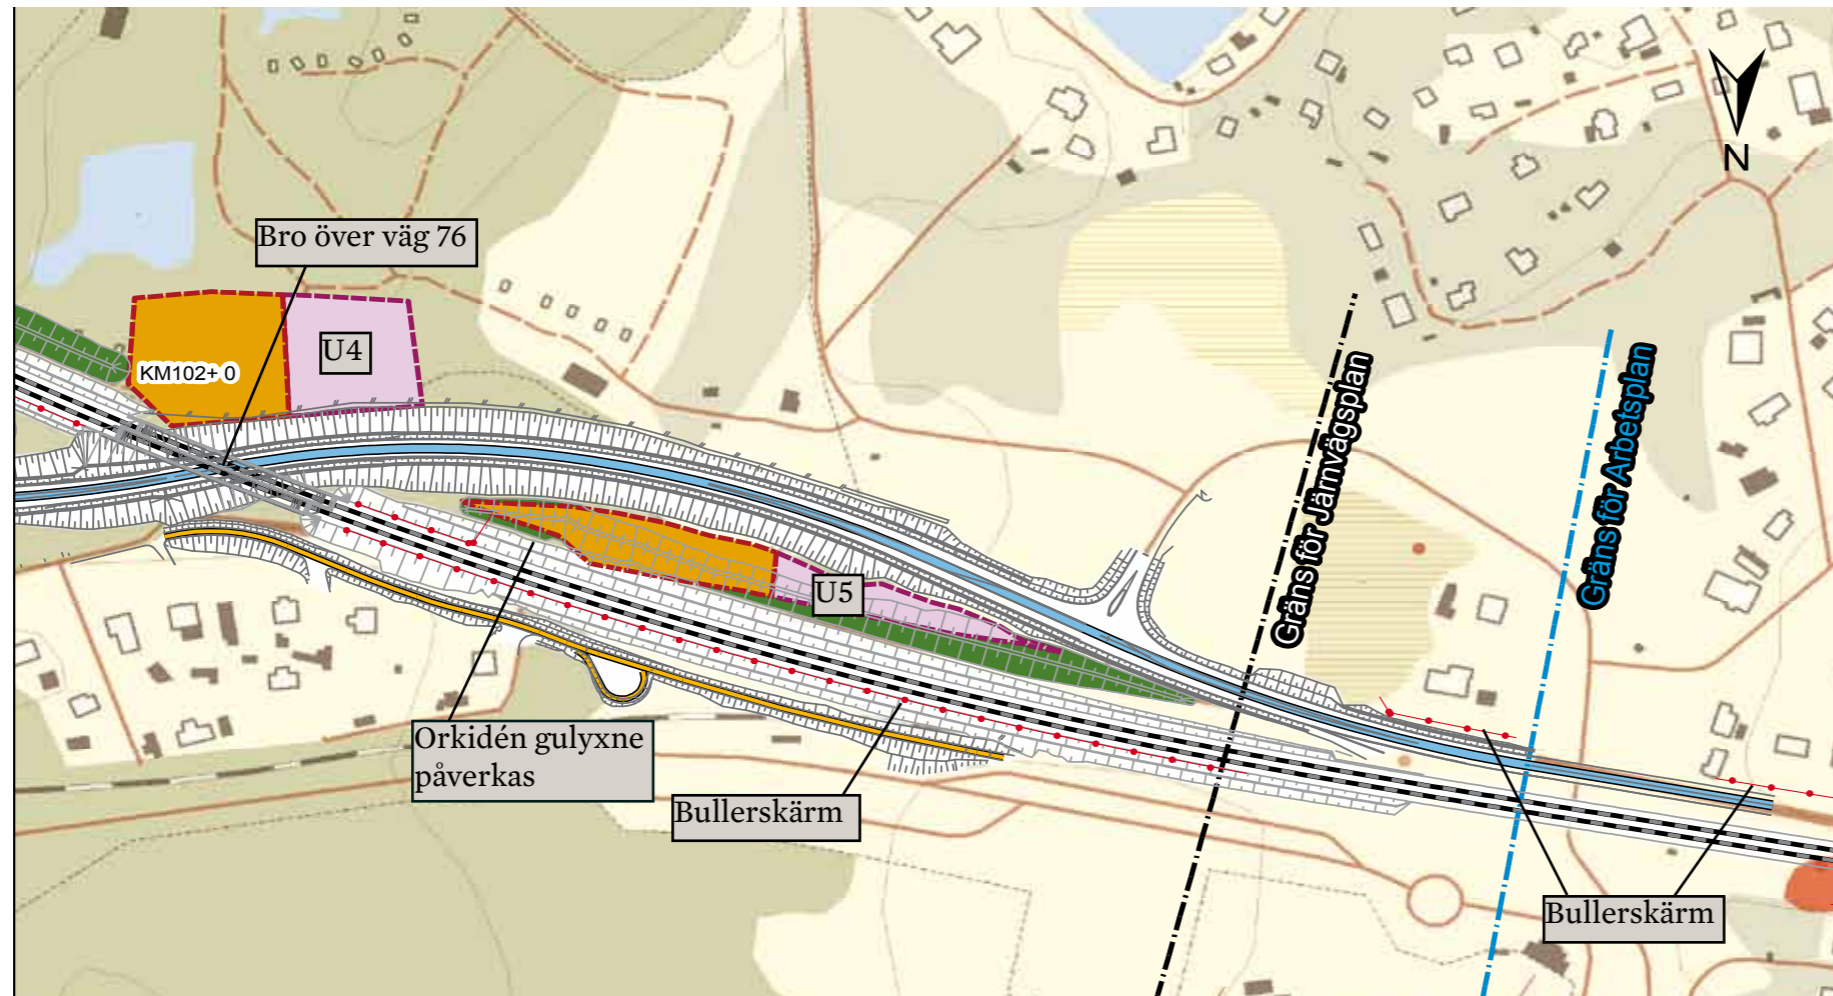 N
Bro över väg 76
U4
KM102+ 0
Gräns för Järnvägsplan
Gräns för Arbetsplan
U5
Orkidén gulyxne
påverkas
Bullerskärm
Bullerskärm